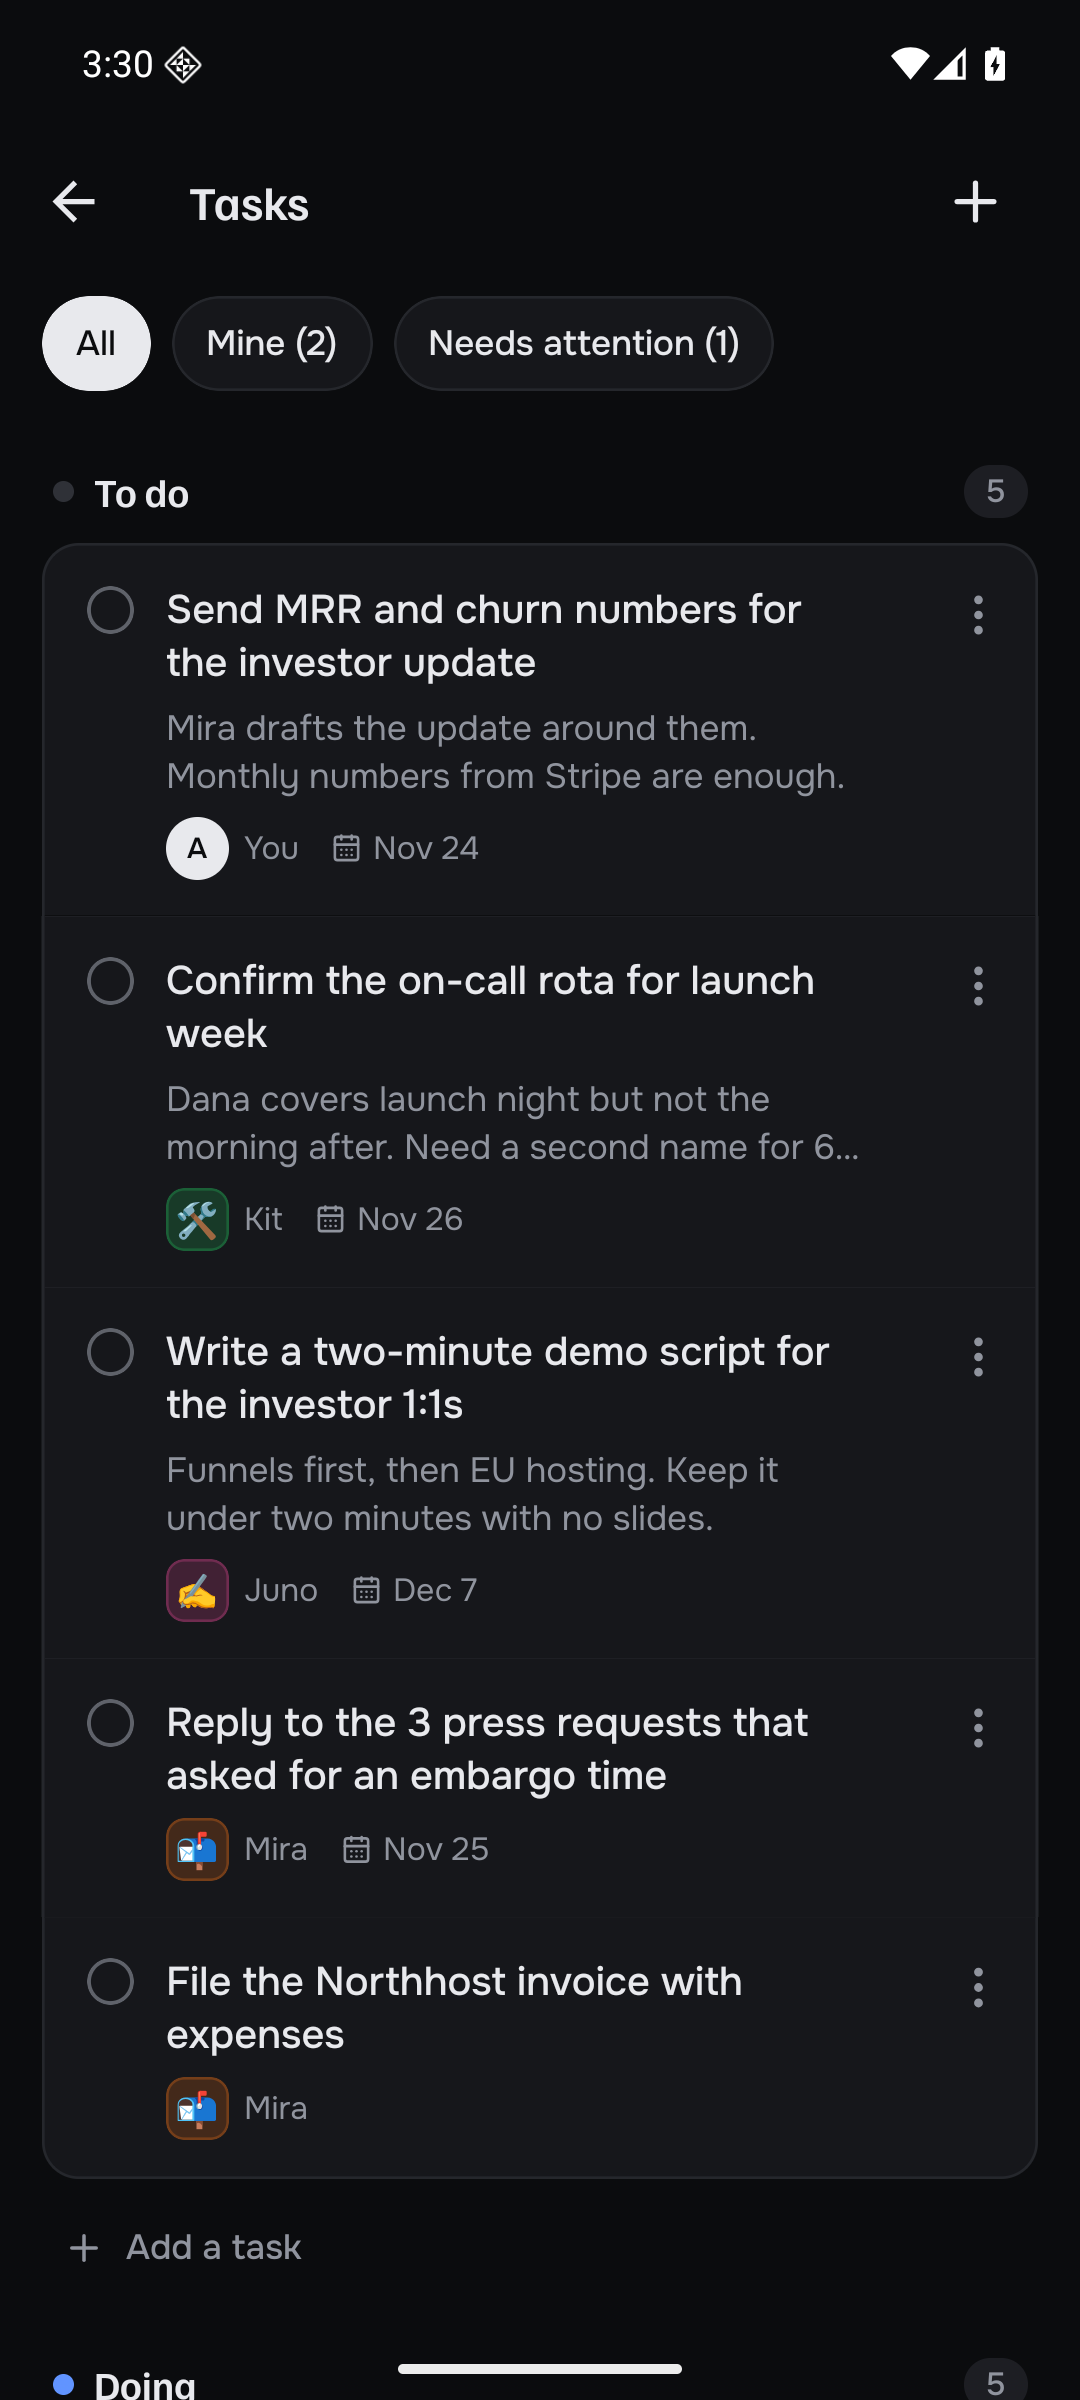 3:30
Tasks
All
Mine (2)
Needs attention (1)
To do
5
Send MRR and churn numbers for
the investor update
Mira drafts the update around them.
Monthly numbers from Stripe are enough.
A
You
Nov 24
Confirm the on-call rota for launch
week
Dana covers launch night but not the
morning after. Need a second name for 6...
Kit
Nov 26
Write a two-minute demo script for
the investor 1:1s
Funnels first, then EU hosting. Keep it
under two minutes with no slides.
Juno
Dec 7
Reply to the 3 press requests that
asked for an embargo time
Mira
Nov 25
File the Northhost invoice with
expenses
Mira
Add a task
Doing
5